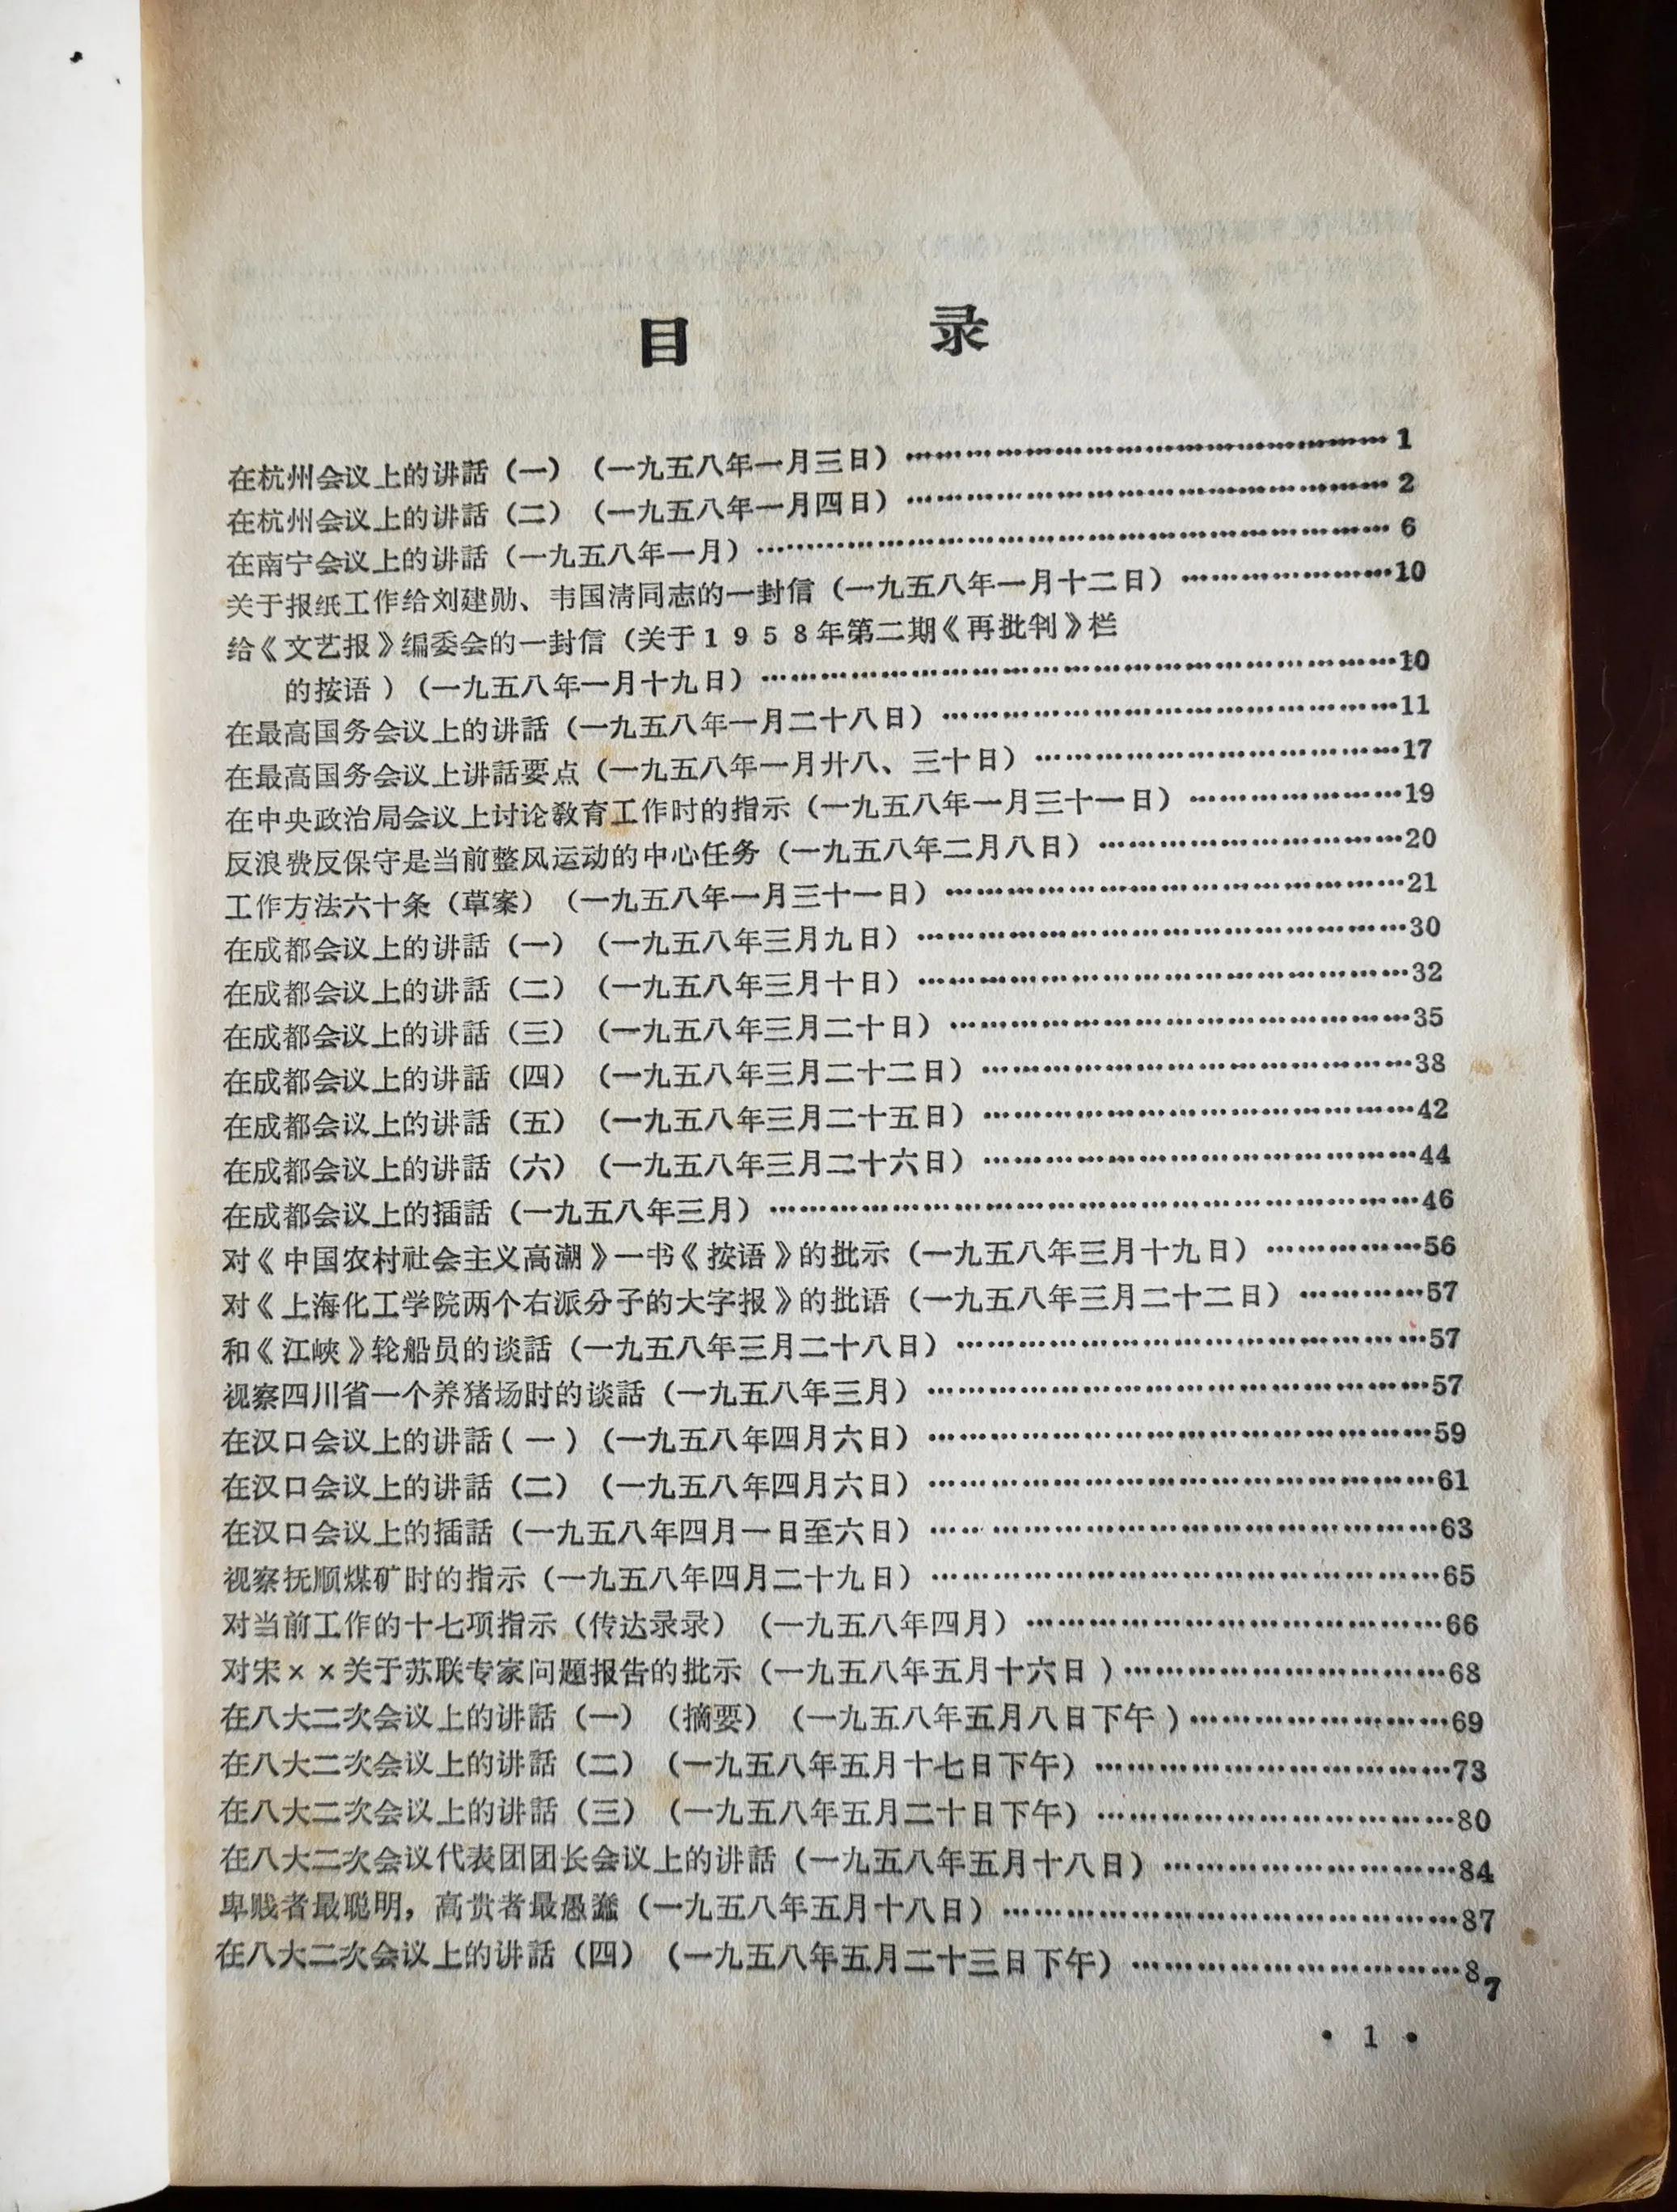 目 录
在杭州会议上的讲話（一）（一九五八年一月三日）……………………………………………1
在杭州会议上的讲話（二）（一九五八年一月四日）……………………………………………2
在南宁会议上的讲話（一九五八年一月）……………………………………………………6
关于报纸工作给刘建勋、韦国清同志的一封信（一九五八年一月十二日）…………………10
给《文艺报》编委会的一封信（关于1958年第二期《再批判》栏
的按语）（一九五八年一月十九日）……………………………………………………10
在最高国务会议上的讲話（一九五八年一月二十八日）………………………………………11
在最高国务会议上讲話要点（一九五八年一月廿八、三十日）………………………………17
在中央政治局会议上讨论教育工作时的指示（一九五八年一月三十一日）…………………19
反浪费反保守是当前整风运动的中心任务（一九五八年二月八日）…………………………20
工作方法六十条（草案）（一九五八年一月三十一日）………………………………………21
在成都会议上的讲話（一）（一九五八年三月九日）…………………………………………30
在成都会议上的讲話（二）（一九五八年三月十日）…………………………………………32
在成都会议上的讲話（三）（一九五八年三月二十日）………………………………………35
在成都会议上的讲話（四）（一九五八年三月二十二日）……………………………………38
在成都会议上的讲話（五）（一九五八年三月二十五日）……………………………………42
在成都会议上的讲話（六）（一九五八年三月二十六日）……………………………………44
在成都会议上的插話（一九五八年三月）……………………………………………………46
对《中国农村社会主义高潮》一书《按语》的批示（一九五八年三月十九日）……………56
对《上海化工学院两个右派分子的大字报》的批语（一九五八年三月二十二日）…………57
和《江峡》轮船员的谈話（一九五八年三月二十八日）………………………………………57
视察四川省一个养猪场时的谈話（一九五八年三月）…………………………………………57
在汉口会议上的讲話（一）（一九五八年四月六日）…………………………………………59
在汉口会议上的讲話（二）（一九五八年四月六日）…………………………………………61
在汉口会议上的插話（一九五八年四月一日至六日）…………………………………………63
视察抚顺煤矿时的指示（一九五八年四月二十九日）…………………………………………65
对当前工作的十七项指示（传达录录）（一九五八年四月）…………………………………66
对宋××关于苏联专家问题报告的批示（一九五八年五月十六日）…………………………68
在八大二次会议上的讲話（一）（摘要）（一九五八年五月八日下午）……………………69
在八大二次会议上的讲話（二）（一九五八年五月十七日下午）……………………………73
在八大二次会议上的讲話（三）（一九五八年五月二十日下午）……………………………80
在八大二次会议代表团团长会议上的讲話（一九五八年五月十八日）………………………84
卑贱者最聪明，高贵者最愚蠢（一九五八年五月十八日）……………………………………87
在八大二次会议上的讲話（四）（一九五八年五月二十三日下午）…………………………87
• 1 •